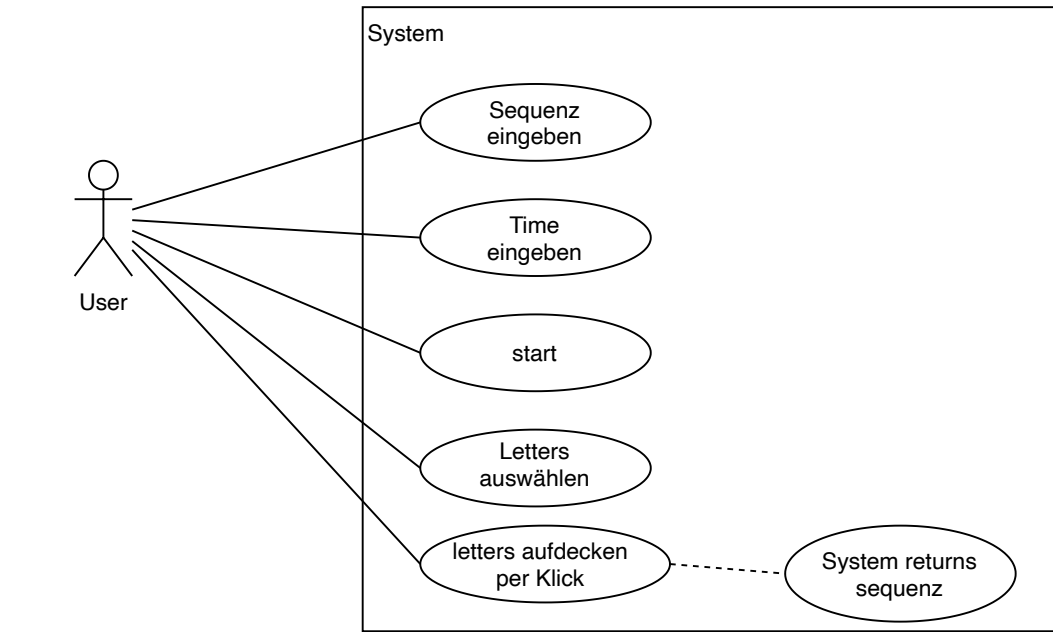 System
Sequenz
eingeben
Time
eingeben
User
start
Letters
auswählen
letters aufdecken
per Klick
System returns
sequenz